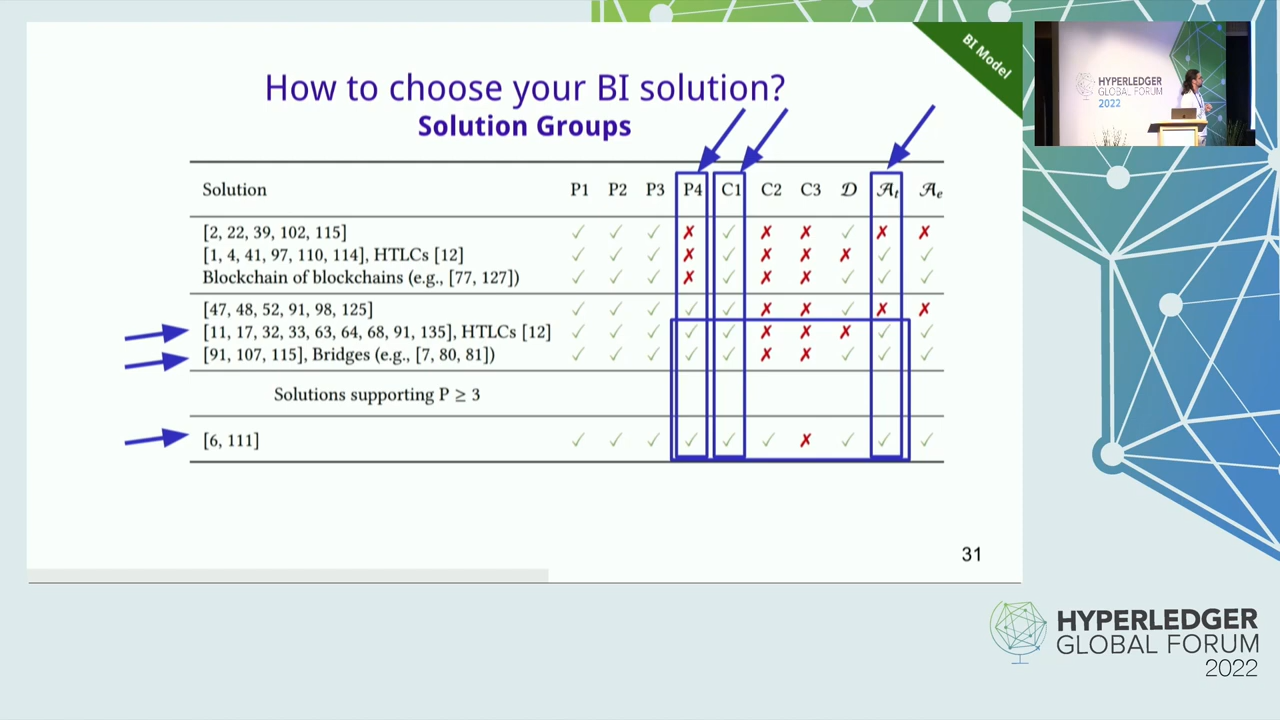 BI Model
How to choose your BI solution?
Solution Groups
Solution P1 P2 P3 P4 C1 C2 C3 𝒟 𝒜t 𝒜e
[2, 22, 39, 102, 115] ✓ ✓ ✓ ✗ ✓ ✗ ✗ ✓ ✗ ✗
[1, 4, 41, 97, 110, 114], HTLCs [12] ✓ ✓ ✓ ✗ ✓ ✗ ✗ ✗ ✓ ✓
Blockchain of blockchains (e.g., [77, 127]) ✓ ✓ ✓ ✗ ✓ ✗ ✗ ✓ ✓ ✓
[47, 48, 52, 91, 98, 125] ✓ ✓ ✓ ✓ ✓ ✗ ✗ ✓ ✗ ✗
[11, 17, 32, 33, 63, 64, 68, 91, 135], HTLCs [12] ✓ ✓ ✓ ✓ ✓ ✗ ✗ ✗ ✓ ✓
[91, 107, 115], Bridges (e.g., [7, 80, 81]) ✓ ✓ ✓ ✓ ✓ ✗ ✗ ✓ ✓ ✓
Solutions supporting P ≥ 3
[6, 111] ✓ ✓ ✓ ✓ ✓ ✓ ✗ ✓ ✓ ✓
31
HYPERLEDGER
GLOBAL FORUM
2022
HYPERLEDGER
GLOBAL FORUM
2022